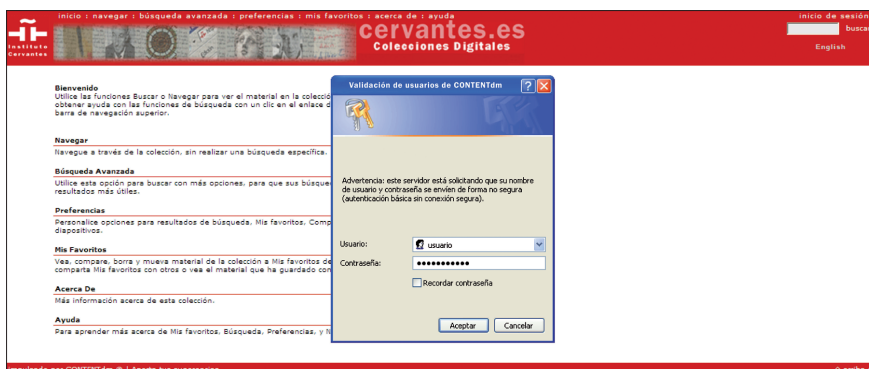 inicio : navegar : búsqueda avanzada : preferencias : mis favoritos : acerca de : ayuda
inicio de sesión
Instituto
Cervantes
cervantes.es
Colecciones Digitales
buscar
English
Bienvenido
Utilice las funciones Buscar o Navegar para ver el material en la colecció
obtener ayuda con las funciones de búsqueda con un clic en el enlace d
barra de navegación superior.
Navegar
Navegue a través de la colección, sin realizar una búsqueda específica.
Búsqueda Avanzada
Utilice esta opción para buscar con más opciones, para que sus búsque
resultados más útiles.
Preferencias
Personalice opciones para resultados de búsqueda, Mis favoritos, Comp
diapositivos.
Mis Favoritos
Vea, compare, borra y mueva material de la colección a Mis favoritos de
comparta Mis favoritos con otros o vea el material que ha guardado con
Acerca De
Más información acerca de esta colección.
Ayuda
Para aprender más acerca de Mis favoritos, Búsqueda, Preferencias, y N
Validación de usuarios de CONTENTdm
Advertencia: este servidor está solicitando que su nombre
de usuario y contraseña se envíen de forma no segura
(autenticación básica sin conexión segura).
Usuario: usuario
Contraseña: •••••••••••
Recordar contraseña
Aceptar Cancelar